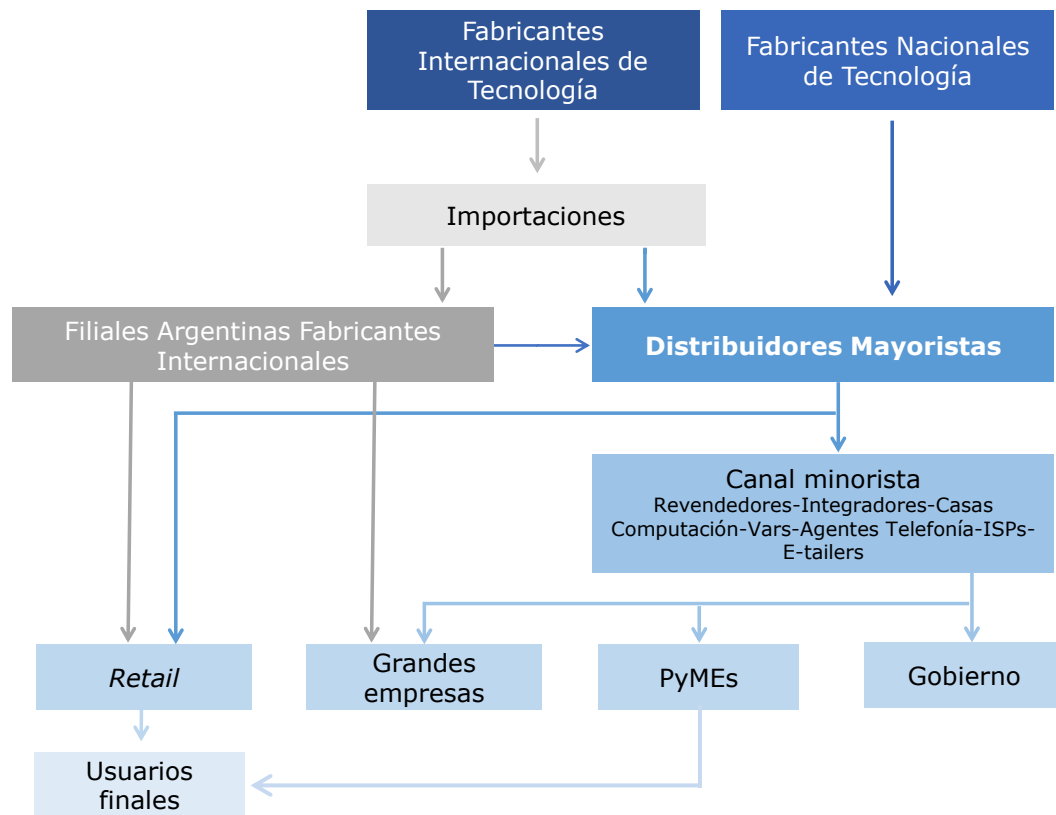 Fabricantes
Internacionales de
Tecnología
Fabricantes Nacionales
de Tecnología
Importaciones
Filiales Argentinas Fabricantes
Internacionales
Distribuidores Mayoristas
Canal minorista
Revendedores-Integradores-Casas
Computación-Vars-Agentes Telefonía-ISPs-
E-tailers
Retail
Grandes
empresas
PyMEs
Gobierno
Usuarios
finales